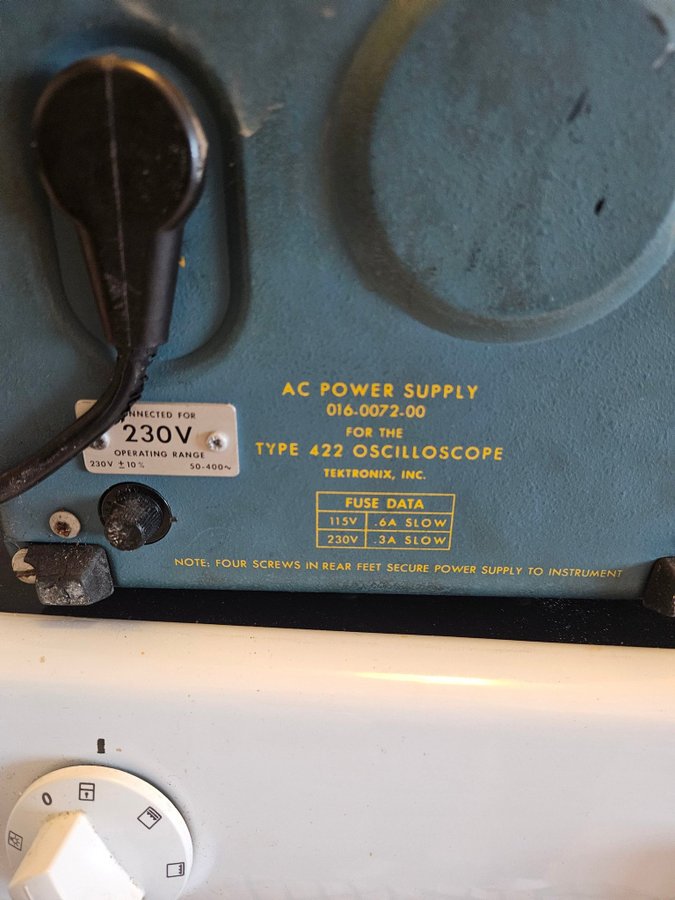 AC POWER SUPPLY
016-0072-00
FOR THE
TYPE 422 OSCILLOSCOPE
TEKTRONIX, INC.
FOR
230V
OPERATING RANGE
230V ±10% 50-400~
FUSE DATA
115V .6A SLOW
230V .3A SLOW
NOTE: FOUR SCREWS IN REAR FEET SECURE POWER SUPPLY TO INSTRUMENT
0